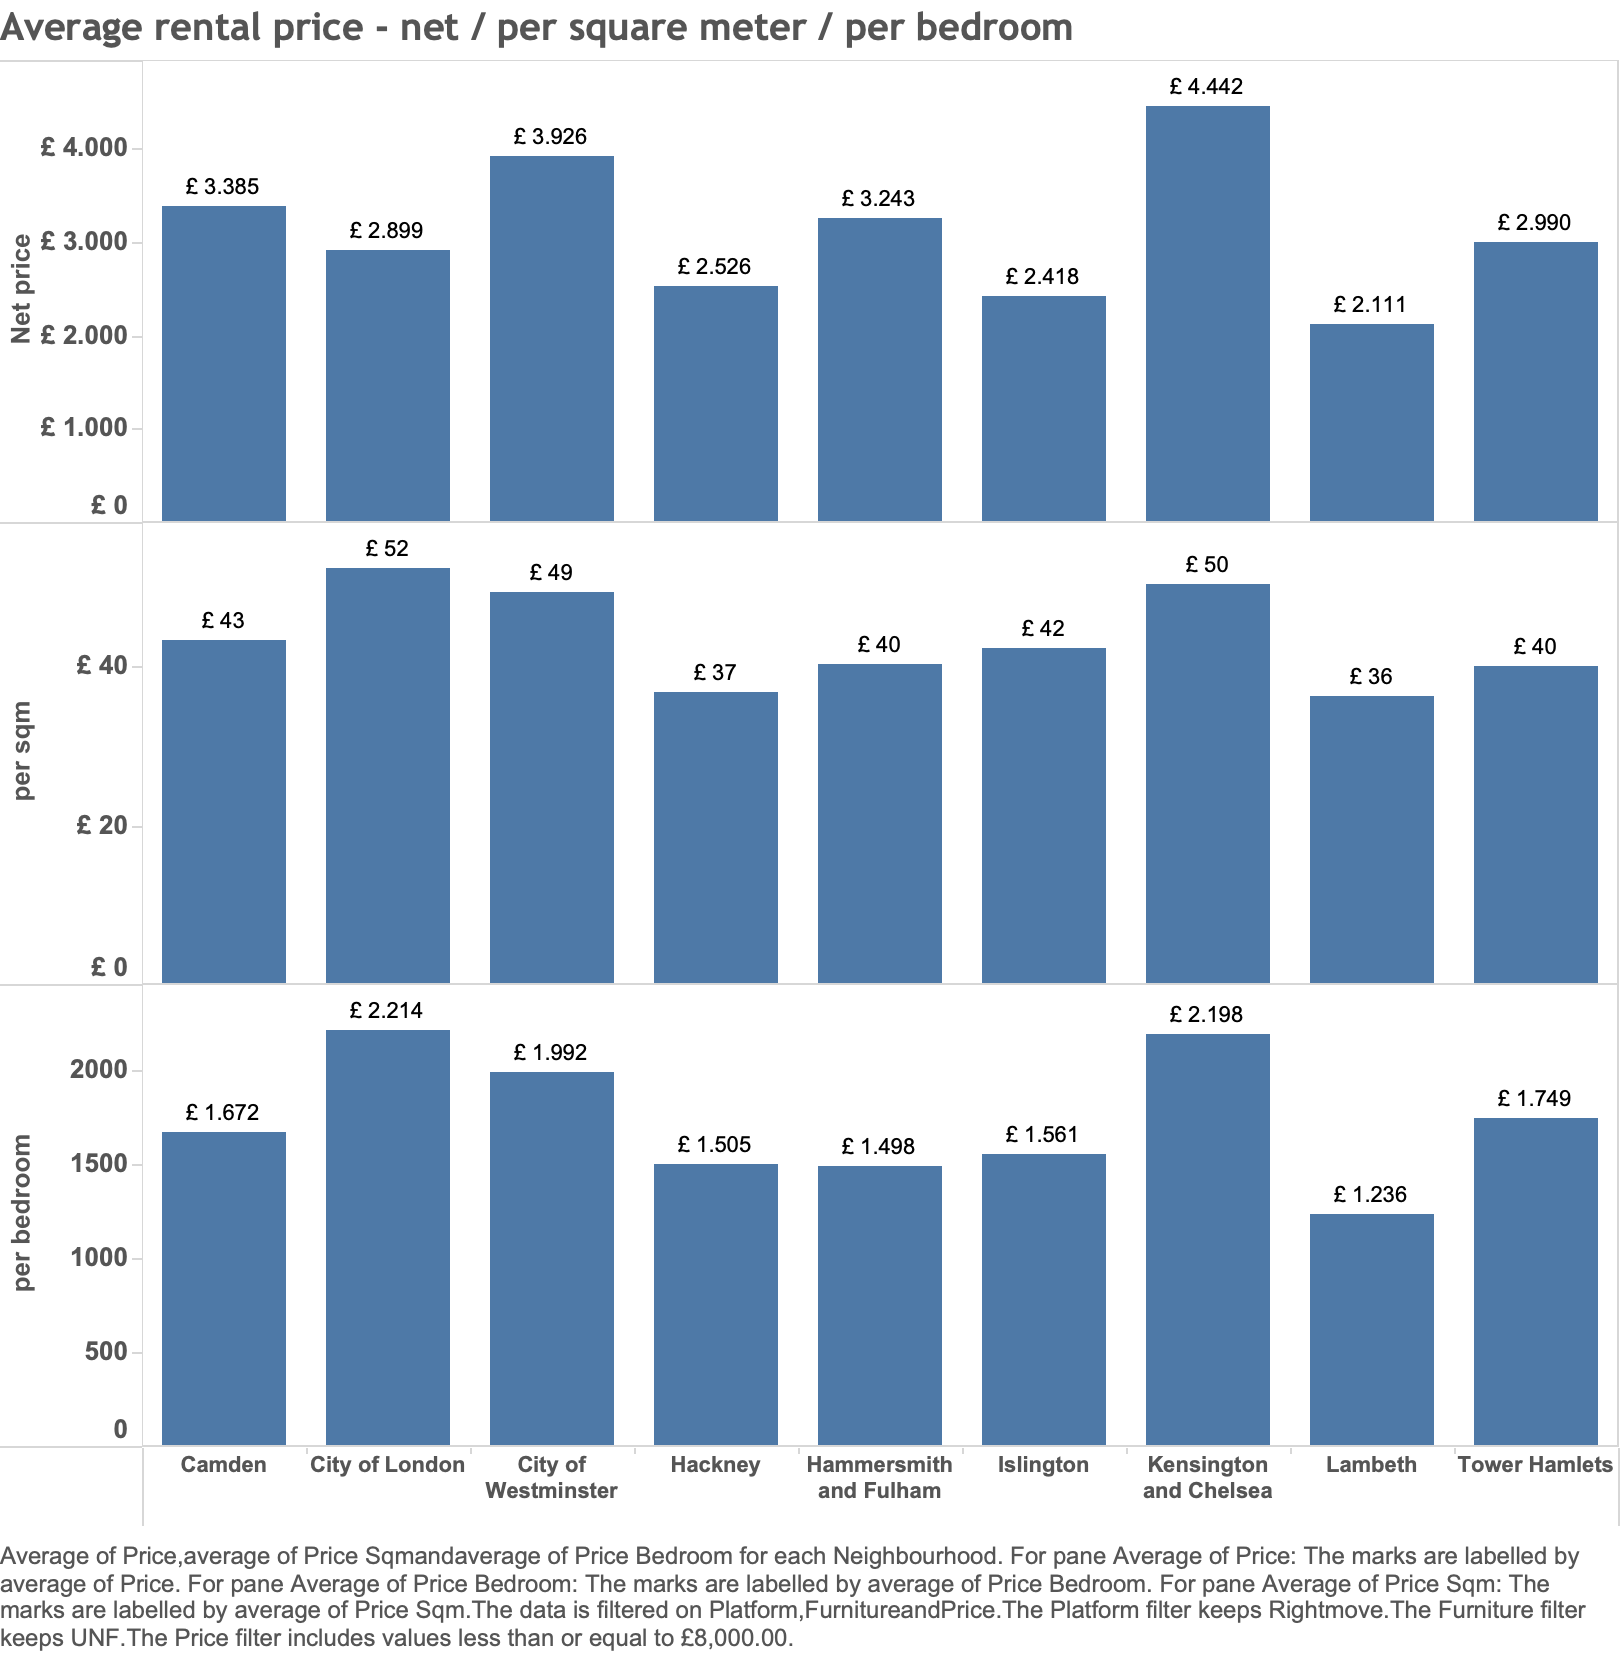 Average rental price - net / per square meter / per bedroom
Net price
£ 4.000
£ 3.000
£ 2.000
£ 1.000
£ 0
£ 3.385
£ 2.899
£ 3.926
£ 2.526
£ 3.243
£ 2.418
£ 4.442
£ 2.111
£ 2.990
per sqm
£ 40
£ 20
£ 0
£ 43
£ 52
£ 49
£ 37
£ 40
£ 42
£ 50
£ 36
£ 40
per bedroom
2000
1500
1000
500
0
£ 1.672
£ 2.214
£ 1.992
£ 1.505
£ 1.498
£ 1.561
£ 2.198
£ 1.236
£ 1.749
Camden
City of London
City of
Westminster
Hackney
Hammersmith
and Fulham
Islington
Kensington
and Chelsea
Lambeth
Tower Hamlets
Average of Price,average of Price Sqmandaverage of Price Bedroom for each Neighbourhood. For pane Average of Price: The marks are labelled by
average of Price. For pane Average of Price Bedroom: The marks are labelled by average of Price Bedroom. For pane Average of Price Sqm: The
marks are labelled by average of Price Sqm.The data is filtered on Platform,FurnitureandPrice.The Platform filter keeps Rightmove.The Furniture filter
keeps UNF.The Price filter includes values less than or equal to £8,000.00.